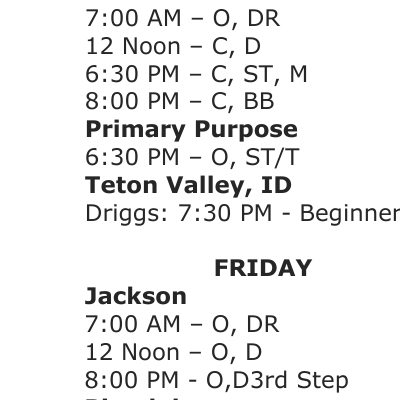 7:00 AM – O, DR
12 Noon – C, D
6:30 PM – C, ST, M
8:00 PM – C, BB
Primary Purpose
6:30 PM – O, ST/T
Teton Valley, ID
Driggs: 7:30 PM - Beginner
FRIDAY
Jackson
7:00 AM – O, DR
12 Noon – O, D
8:00 PM - O,D3rd Step